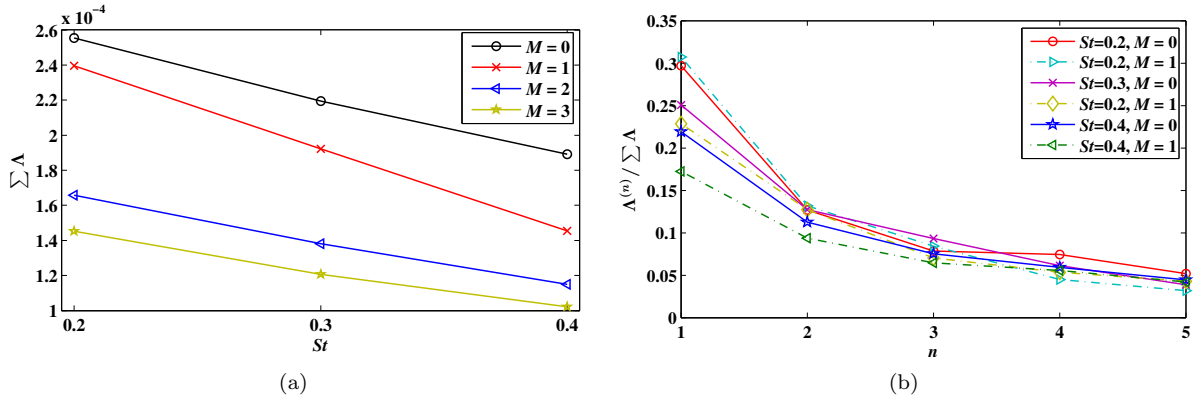 x 10⁻⁴
2.6
2.4
2.2
2
1.8
1.6
1.4
1.2
1
∑ Λ
0.2
0.3
0.4
St
M = 0
M = 1
M = 2
M = 3
(a)
0.35
0.3
0.25
0.2
0.15
0.1
0.05
0
Λ⁽ⁿ⁾/ ∑ Λ
1
2
3
4
5
n
St=0.2, M = 0
St=0.2, M = 1
St=0.3, M = 0
St=0.2, M = 1
St=0.4, M = 0
St=0.4, M = 1
(b)